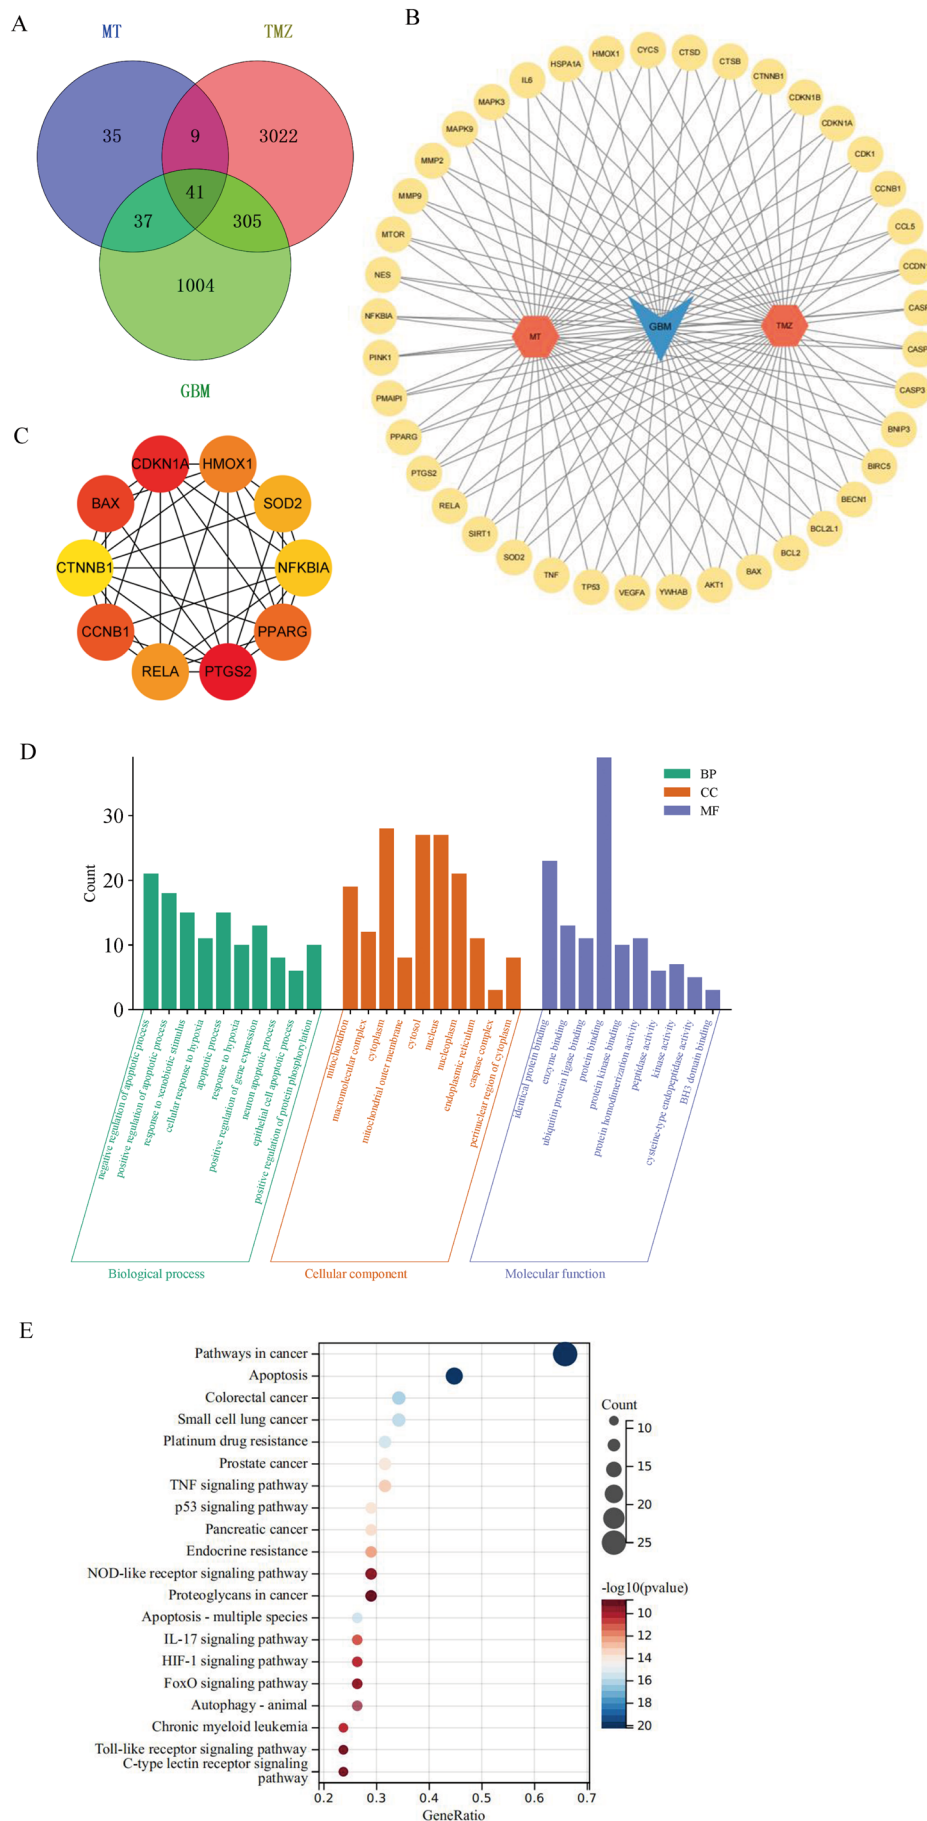 A
MT
TMZ
35
9
3022
41
37
305
1004
GBM
B
CYCS
CTSD
HMOX1
CTSB
HSPA1A
CTNNB1
IL6
CDKN1B
MAPK3
CDKN1A
MAPK9
CDK1
MMP2
CCNB1
MMP9
CCL5
MTOR
NES
NFKBIA
PINK1
CASP3
PMAIP1
BNIP3
PPARG
BIRC5
PTGS2
BECN1
RELA
BCL2L1
SIRT1
BCL2
SOD2
BAX
TNF
AKT1
TP53
YWHAB
VEGFA
MT
GBM
TMZ
C
CDKN1A
HMOX1
BAX
SOD2
CTNNB1
NFKBIA
CCNB1
PPARG
RELA
PTGS2
D
BP
CC
MF
Count
30
20
10
0
negative regulation of apoptotic process
positive regulation of apoptotic process
response to xenobiotic stimulus
cellular response to hypoxia
apoptotic process
response to hypoxia
positive regulation of gene expression
neuron apoptotic process
epithelial cell apoptotic process
positive regulation of protein phosphorylation
mitochondrion
macromolecular complex
cytoplasm
mitochondrial outer membrane
cytosol
nucleus
nucleoplasm
endoplasmic reticulum
caspase complex
perinuclear region of cytoplasm
identical protein binding
enzyme binding
ubiquitin protein ligase binding
protein binding
protein kinase binding
protein homodimerization activity
peptidase activity
kinase activity
cysteine-type endopeptidase activity
BH3 domain binding
Biological process
Cellular component
Molecular function
E
Pathways in cancer
Apoptosis
Colorectal cancer
Small cell lung cancer
Platinum drug resistance
Prostate cancer
TNF signaling pathway
p53 signaling pathway
Pancreatic cancer
Endocrine resistance
NOD-like receptor signaling pathway
Proteoglycans in cancer
Apoptosis - multiple species
IL-17 signaling pathway
HIF-1 signaling pathway
FoxO signaling pathway
Autophagy - animal
Chronic myeloid leukemia
Toll-like receptor signaling pathway
C-type lectin receptor signaling
pathway
0.2
0.3
0.4
0.5
0.6
0.7
GeneRatio
Count
10
15
20
25
-log10(pvalue)
10
12
14
16
18
20